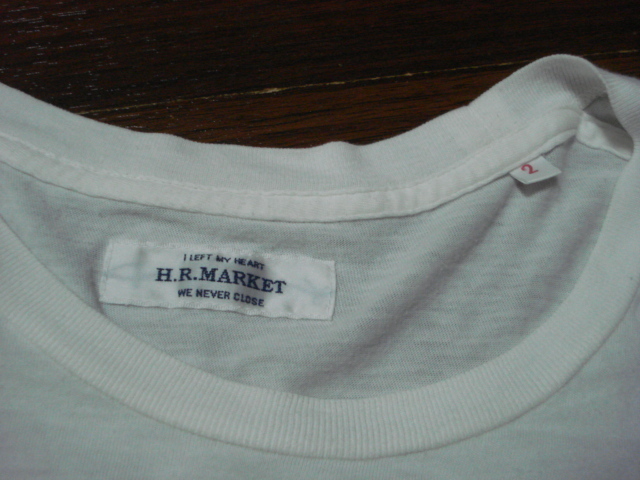 I LEFT MY HEART
H.R.MARKET
WE NEVER CLOSE
2